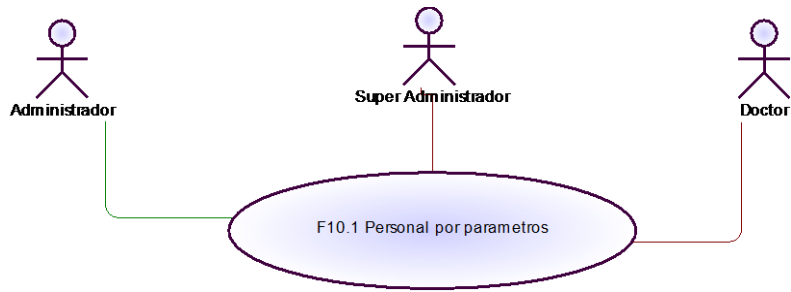 Administrador
Super Administrador
Doctor
F10.1 Personal por parametros